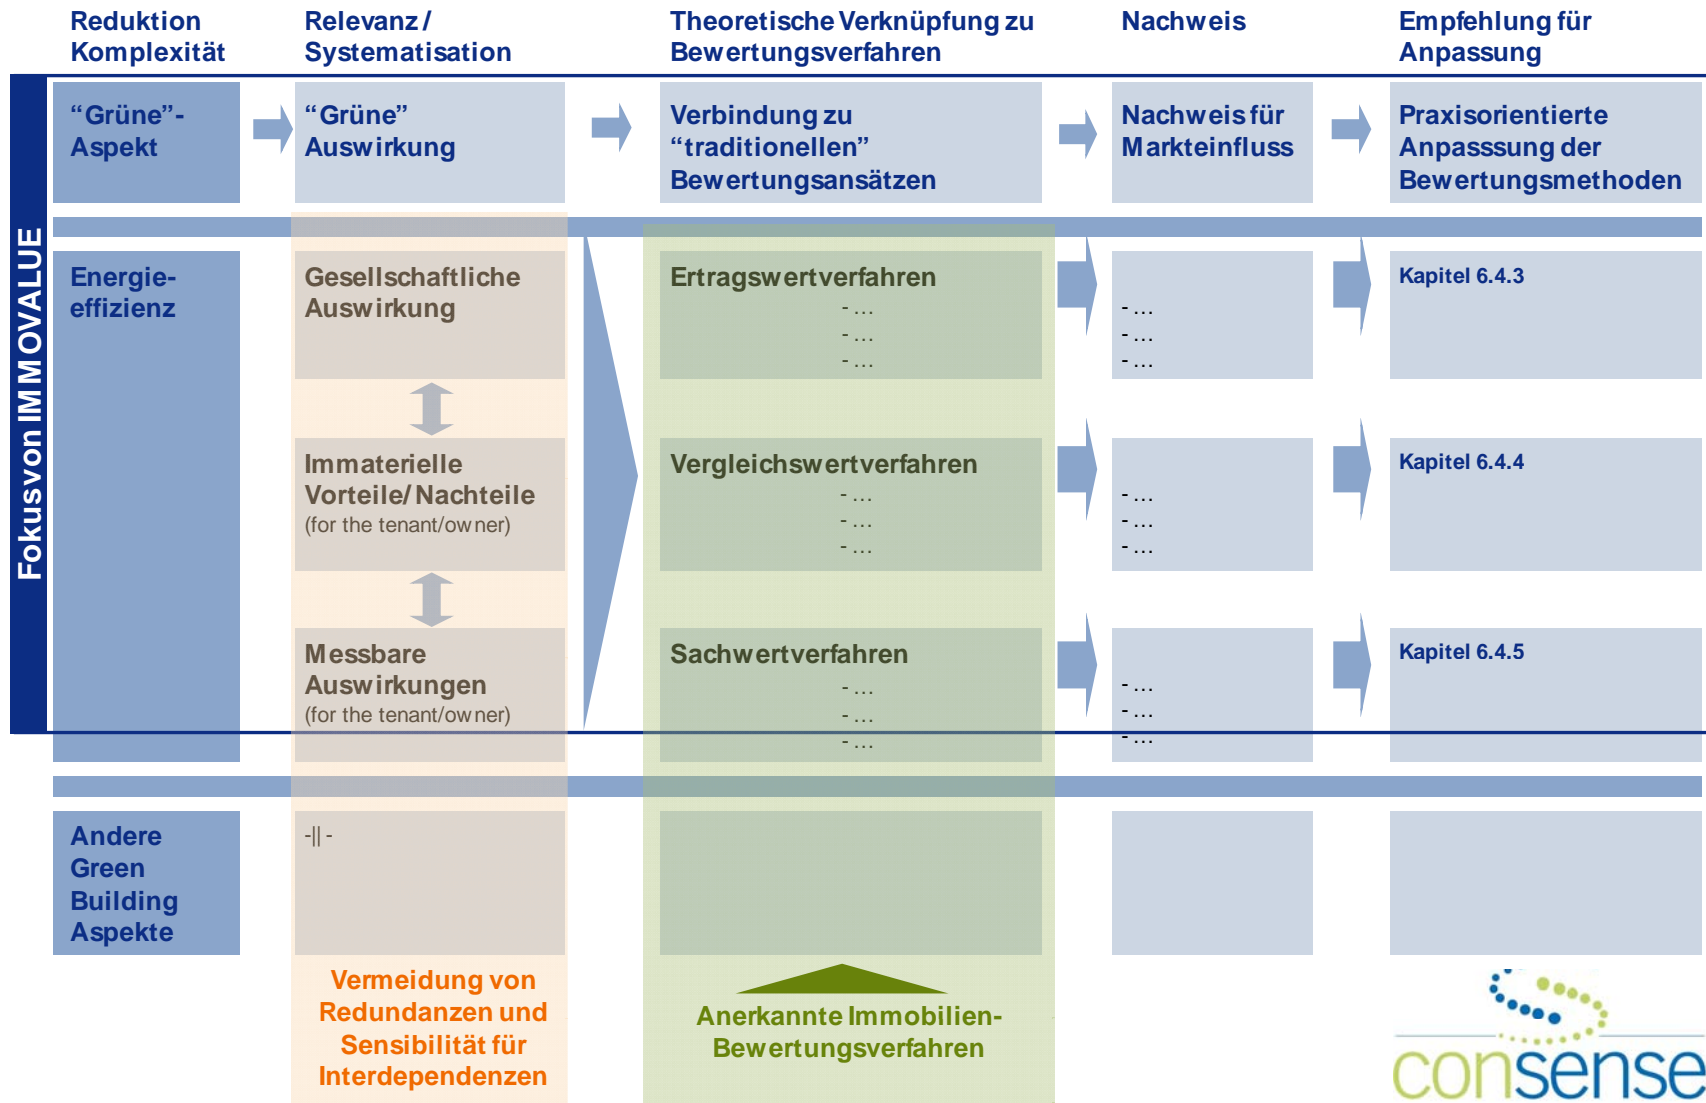 Reduktion
Komplexität
Relevanz /
Systematisation
Theoretische Verknüpfung zu
Bewertungsverfahren
Nachweis
Empfehlung für
Anpassung
Fokus von IMMOVALUE
“Grüne”-
Aspekt
“Grüne”
Auswirkung
Verbindung zu
“traditionellen”
Bewertungsansätzen
Nachweis für
Markteinfluss
Praxisorientierte
Anpasssung der
Bewertungsmethoden
Energie-
effizienz
Gesellschaftliche
Auswirkung
Ertragswertverfahren
- …
- …
- …
- …
- …
- …
Kapitel 6.4.3
Immaterielle
Vorteile/ Nachteile
(for the tenant/owner)
Vergleichswertverfahren
- …
- …
- …
- …
- …
- …
Kapitel 6.4.4
Messbare
Auswirkungen
(for the tenant/owner)
Sachwertverfahren
- …
- …
- …
- …
- …
- …
Kapitel 6.4.5
Andere
Green
Building
Aspekte
-||-
Vermeidung von
Redundanzen und
Sensibilität für
Interdependenzen
Anerkannte Immobilien-
Bewertungsverfahren
consense